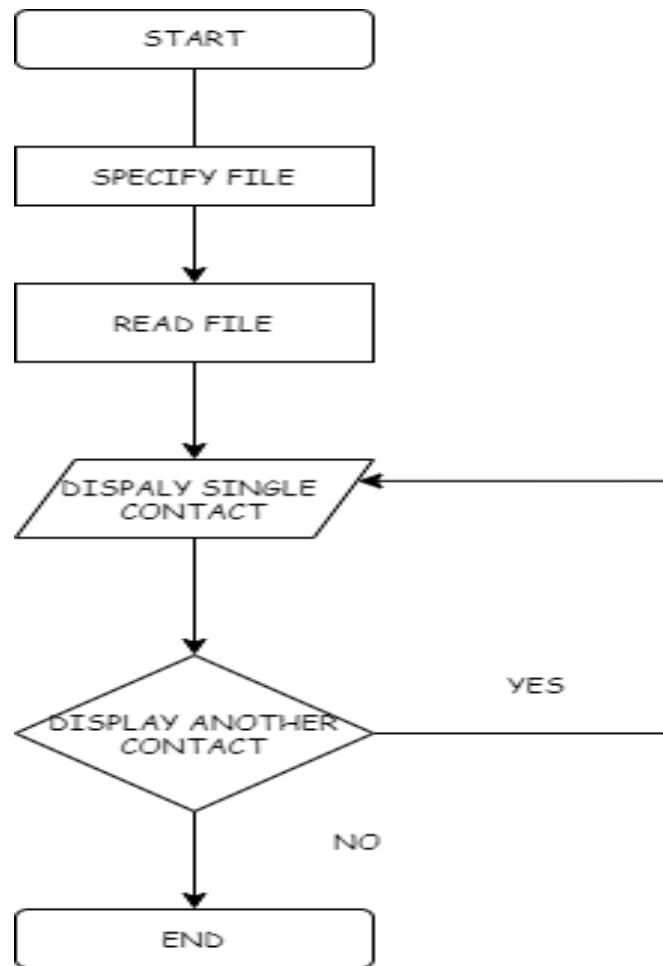 START
SPECIFY FILE
READ FILE
DISPALY SINGLE
CONTACT
YES
DISPLAY ANOTHER
CONTACT
NO
END